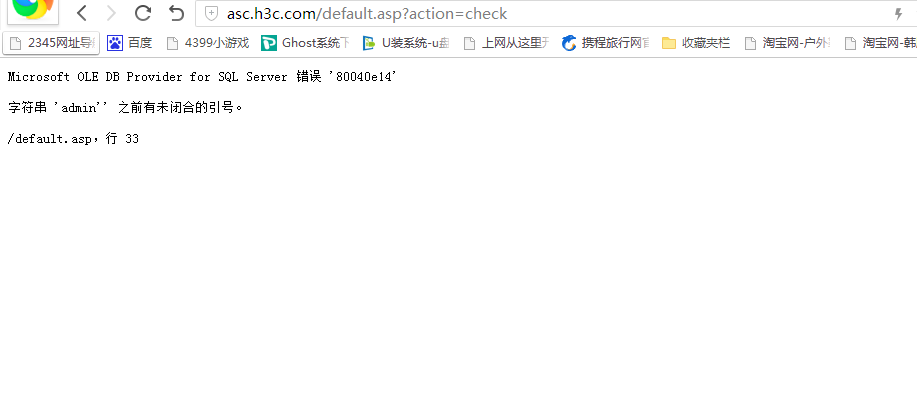 asc.h3c.com/default.asp?action=check
2345网址导 百度 4399小游戏 Ghost系统下 U装系统-u盘 上网从这里开 携程旅行网官 收藏夹栏 淘宝网-户外 淘宝网-韩
Microsoft OLE DB Provider for SQL Server 错误 '80040e14'
字符串 'admin'' 之前有未闭合的引号。
/default.asp，行 33